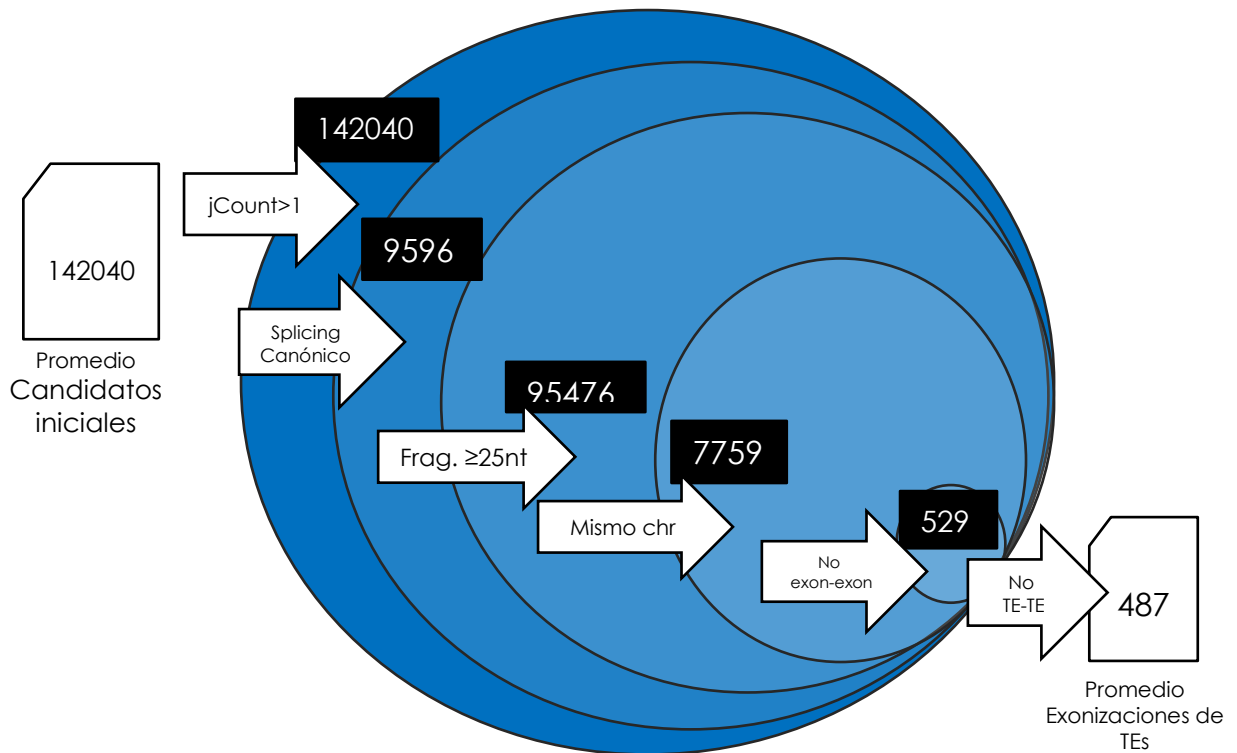 142040
jCount>1
142040
9596
Promedio
Candidatos
iniciales
Splicing
Canónico
95476
Frag. ≥25nt
7759
Mismo chr
529
No
exon-exon
No
TE-TE
487
Promedio
Exonizaciones de
TEs